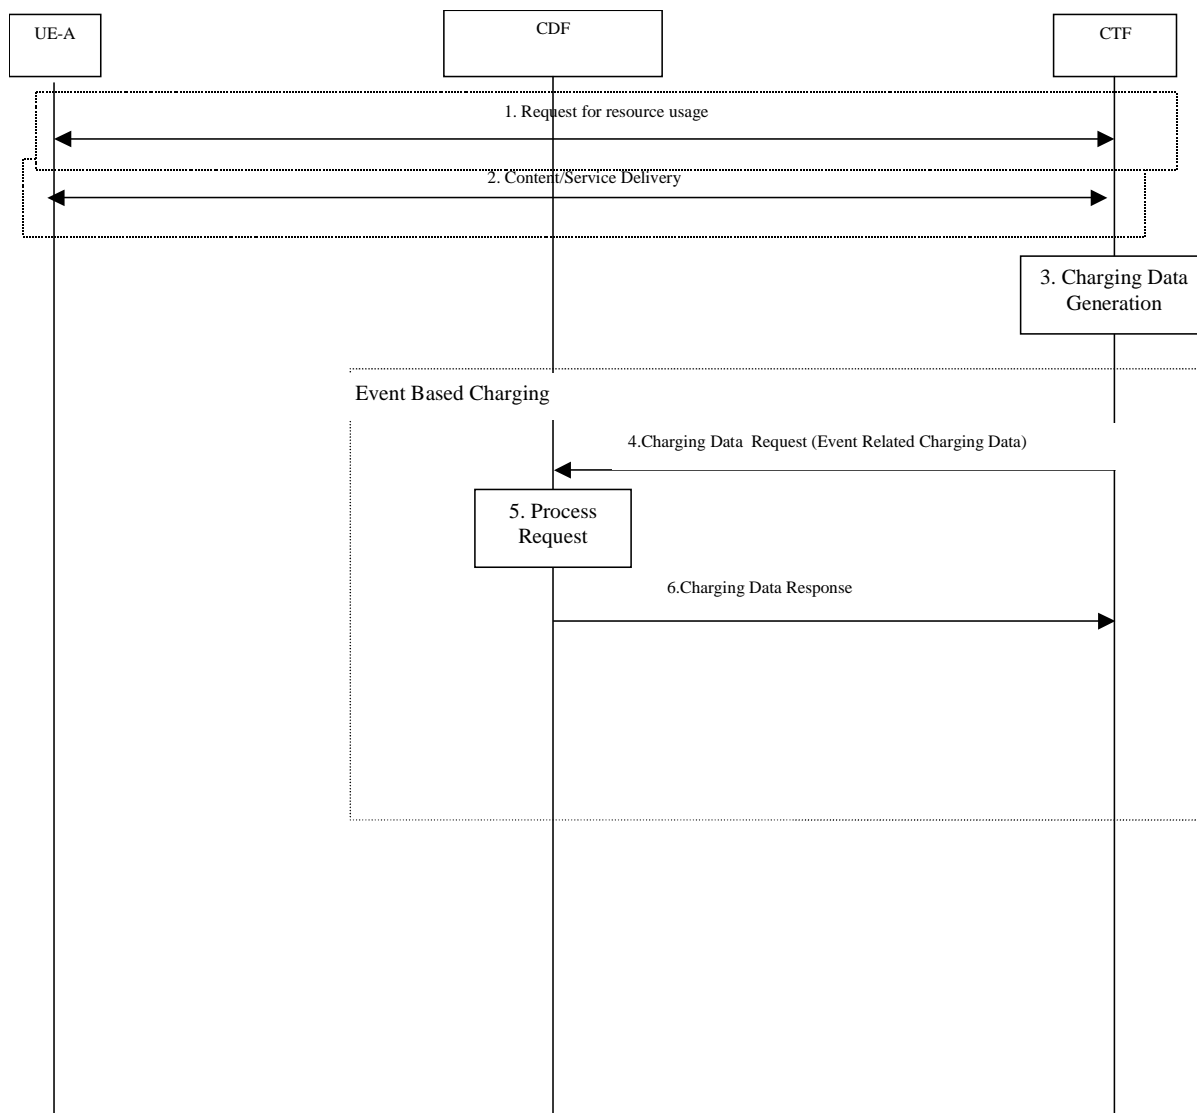 UE-A
CDF
CTF
1. Request for resource usage
2. Content/Service Delivery
3. Charging Data
Generation
Event Based Charging
4.Charging Data  Request (Event Related Charging Data)
5. Process
Request
6.Charging Data Response